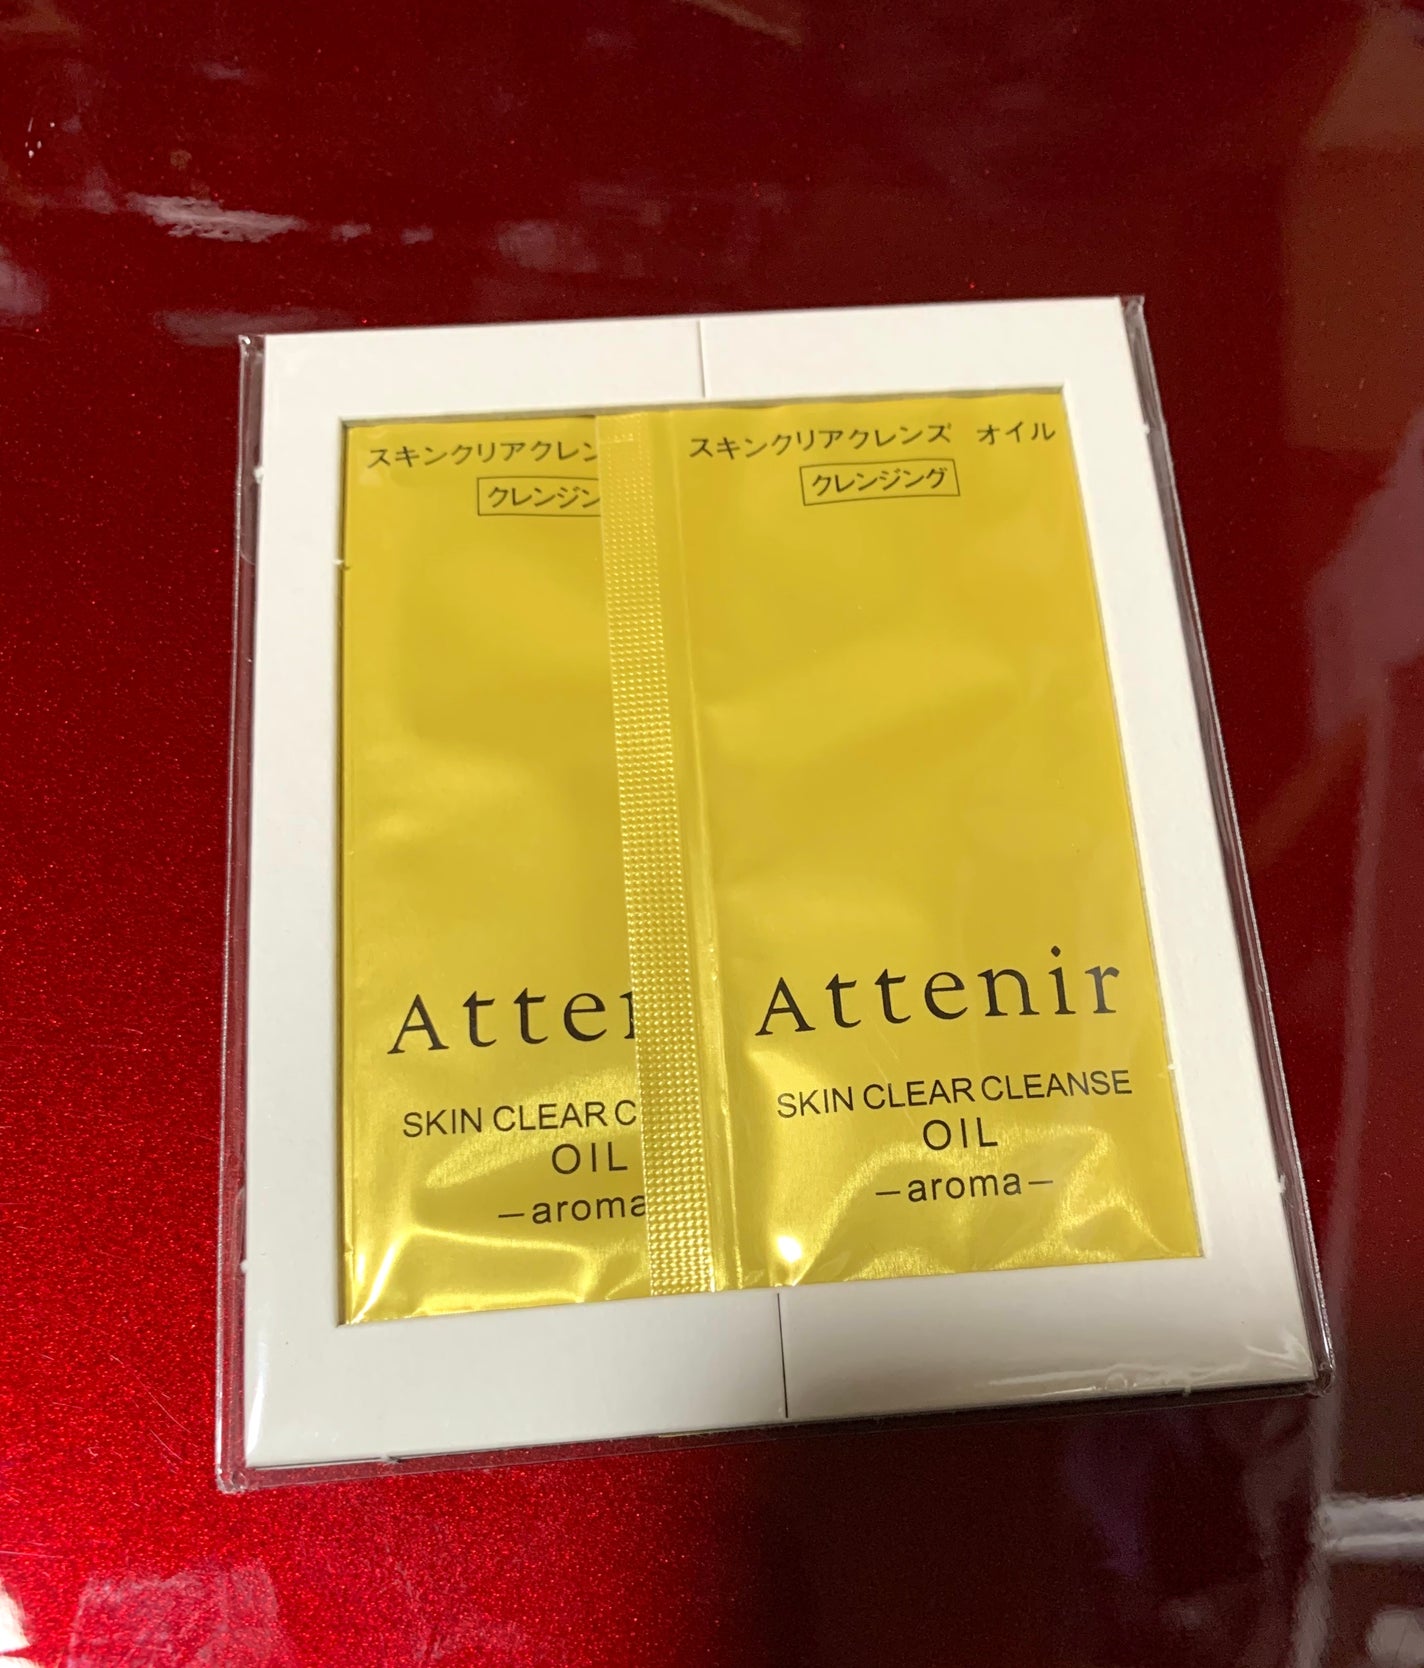 スキンクリアクレン
クレンジン
Atten
SKIN CLEAR C
OIL
–aroma
スキンクリアクレンズ オイル
クレンジング
Attenir
SKIN CLEAR CLEANSE
OIL
–aroma–